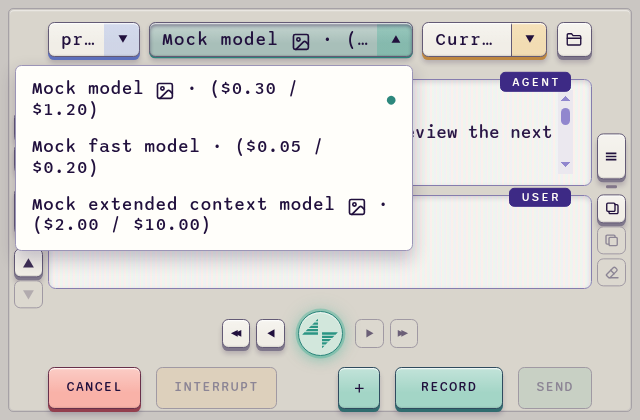 pr…
Mock model · (…
Curr…
Mock model · ($0.30 /
$1.20)
Mock fast model · ($0.05 /
$0.20)
Mock extended context model ·
($2.00 / $10.00)
AGENT
view the next
USER
CANCEL
INTERRUPT
+
RECORD
SEND